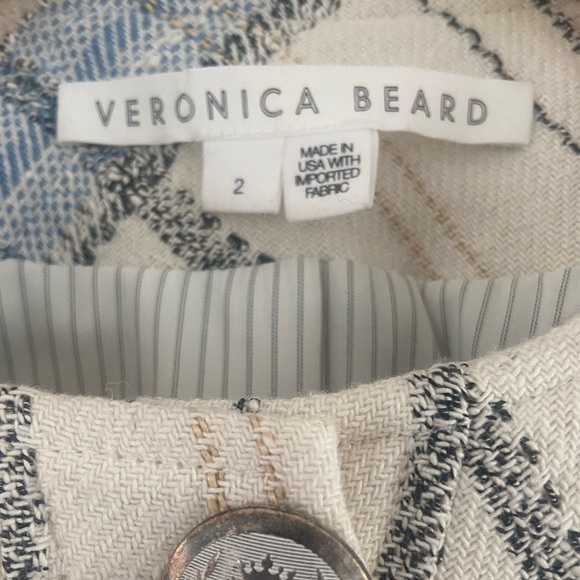 VERONICA BEARD
2
MADE IN
USA WITH
IMPORTED
FABRIC